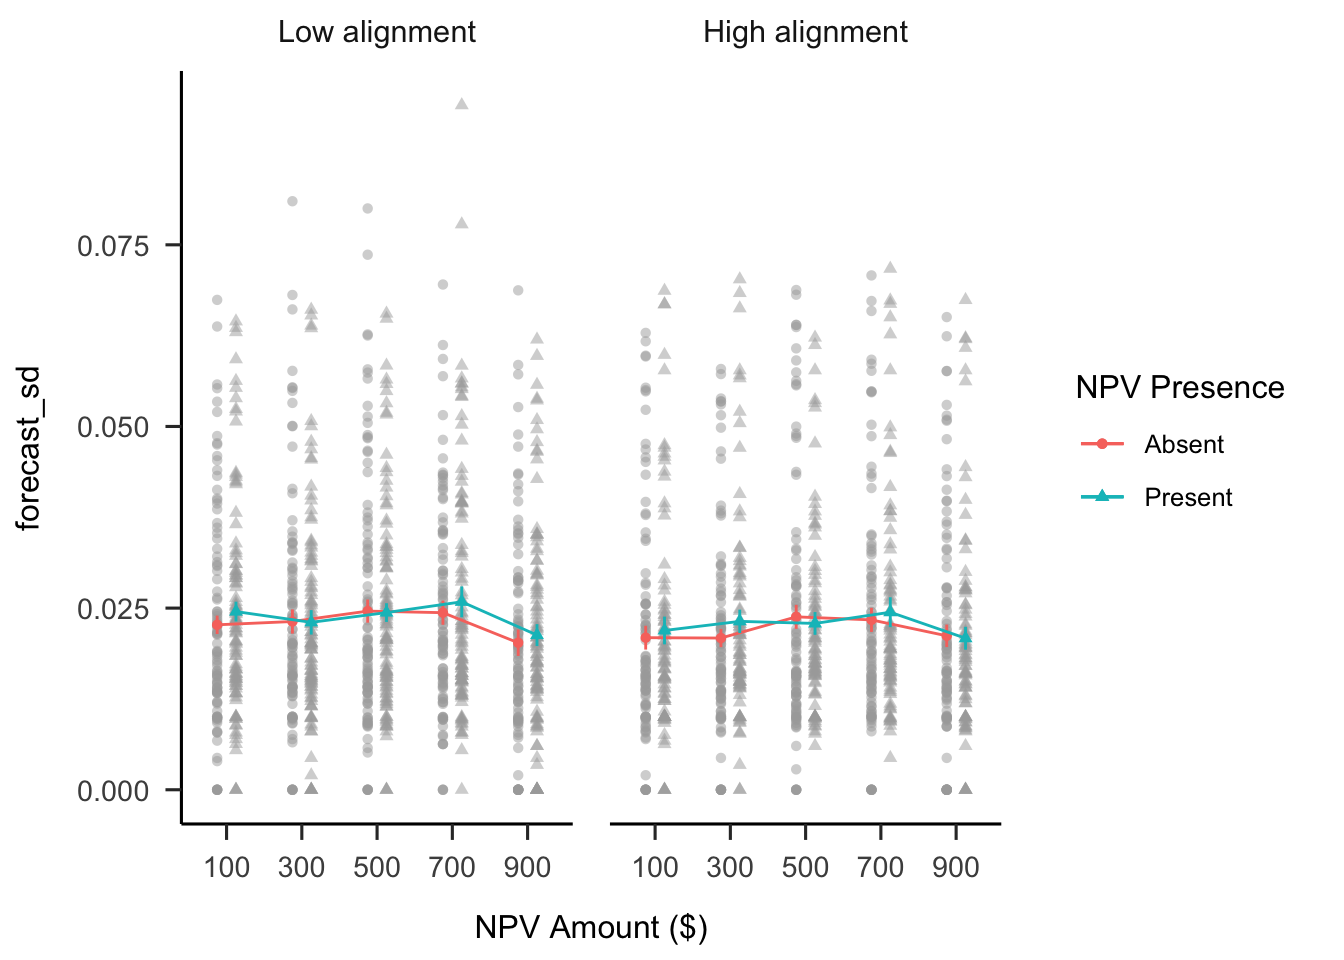 Low alignment
High alignment
0.075
0.050
0.025
0.000
forecast_sd
100 300 500 700 900
100 300 500 700 900
NPV Amount ($)
NPV Presence
Absent
Present